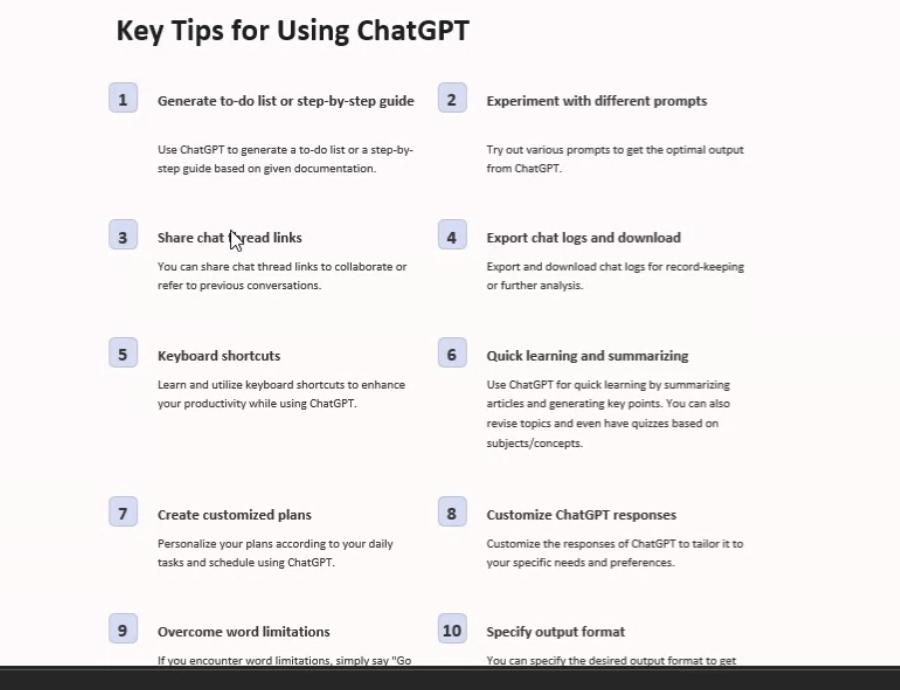 Key Tips for Using ChatGPT
1
Generate to-do list or step-by-step guide
Use ChatGPT to generate a to-do list or a step-by-
step guide based on given documentation.
2
Experiment with different prompts
Try out various prompts to get the optimal output
from ChatGPT.
3
Share chat thread links
You can share chat thread links to collaborate or
refer to previous conversations.
4
Export chat logs and download
Export and download chat logs for record-keeping
or further analysis.
5
Keyboard shortcuts
Learn and utilize keyboard shortcuts to enhance
your productivity while using ChatGPT.
6
Quick learning and summarizing
Use ChatGPT for quick learning by summarizing
articles and generating key points. You can also
revise topics and even have quizzes based on
subjects/concepts.
7
Create customized plans
Personalize your plans according to your daily
tasks and schedule using ChatGPT.
8
Customize ChatGPT responses
Customize the responses of ChatGPT to tailor it to
your specific needs and preferences.
9
Overcome word limitations
If you encounter word limitations, simply say "Go
10
Specify output format
You can specify the desired output format to get